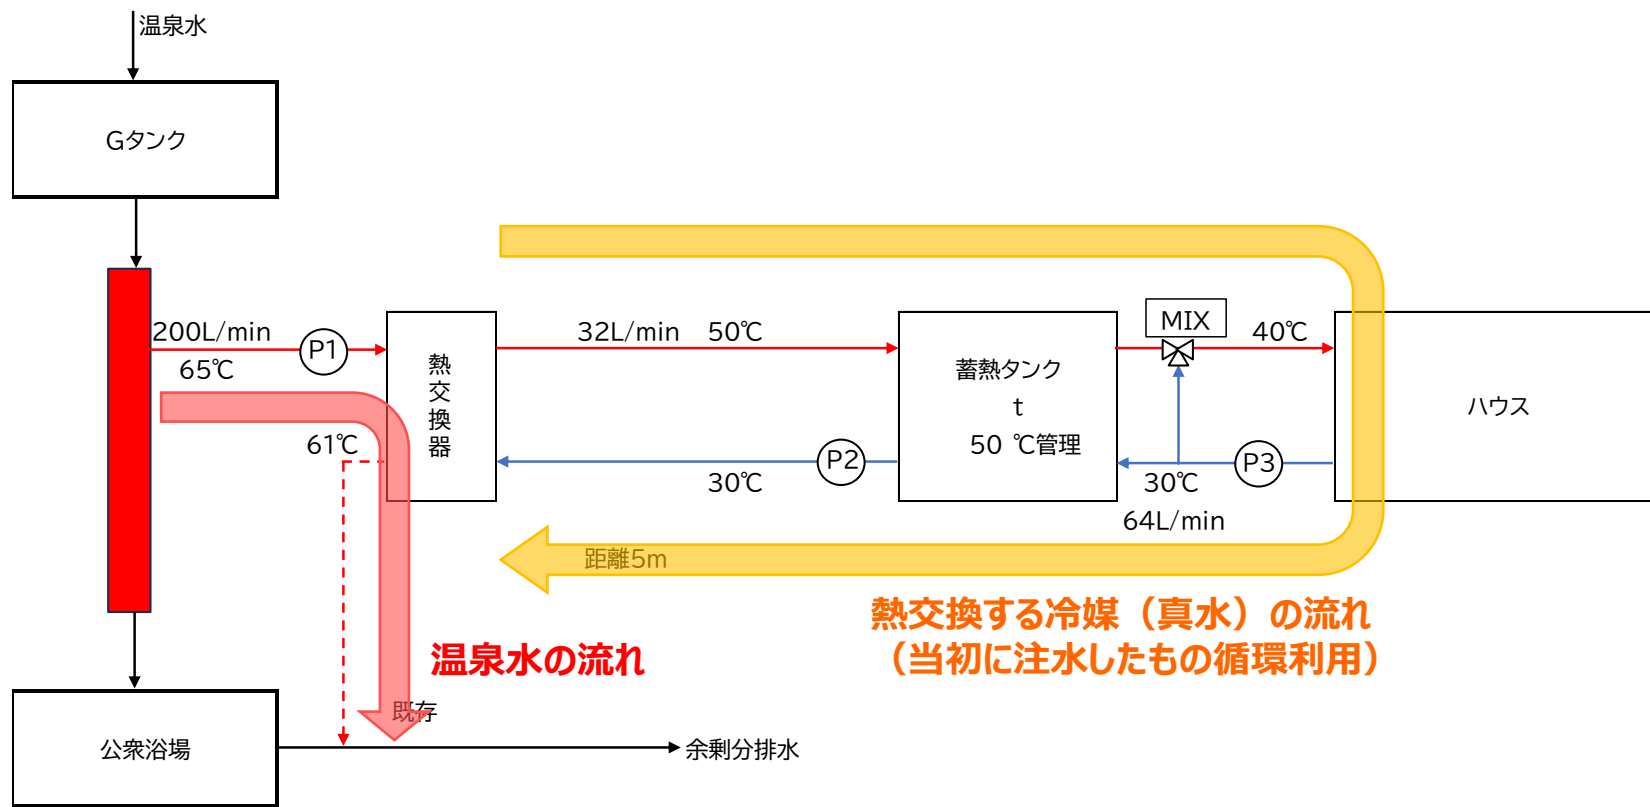 温泉水
Gタンク
200L/min
P1
65℃
61℃
熱交換器
32L/min 50℃
30℃
P2
蓄熱タンク
t
50 ℃管理
MIX
40℃
P3
30℃
64L/min
ハウス
距離5m
熱交換する冷媒（真水）の流れ
（当初に注水したもの循環利用）
温泉水の流れ
既存
公衆浴場
余剰分排水